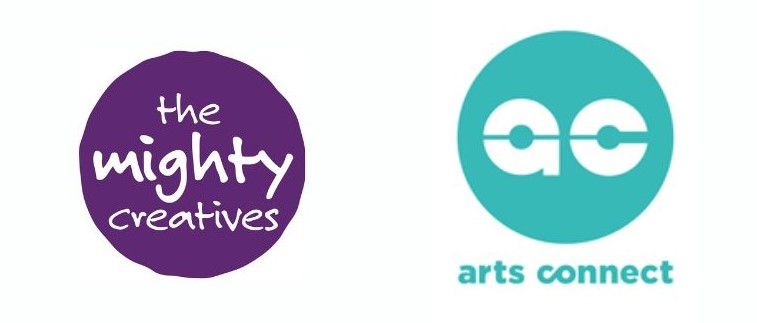 the
mighty
creatives
ac
arts connect